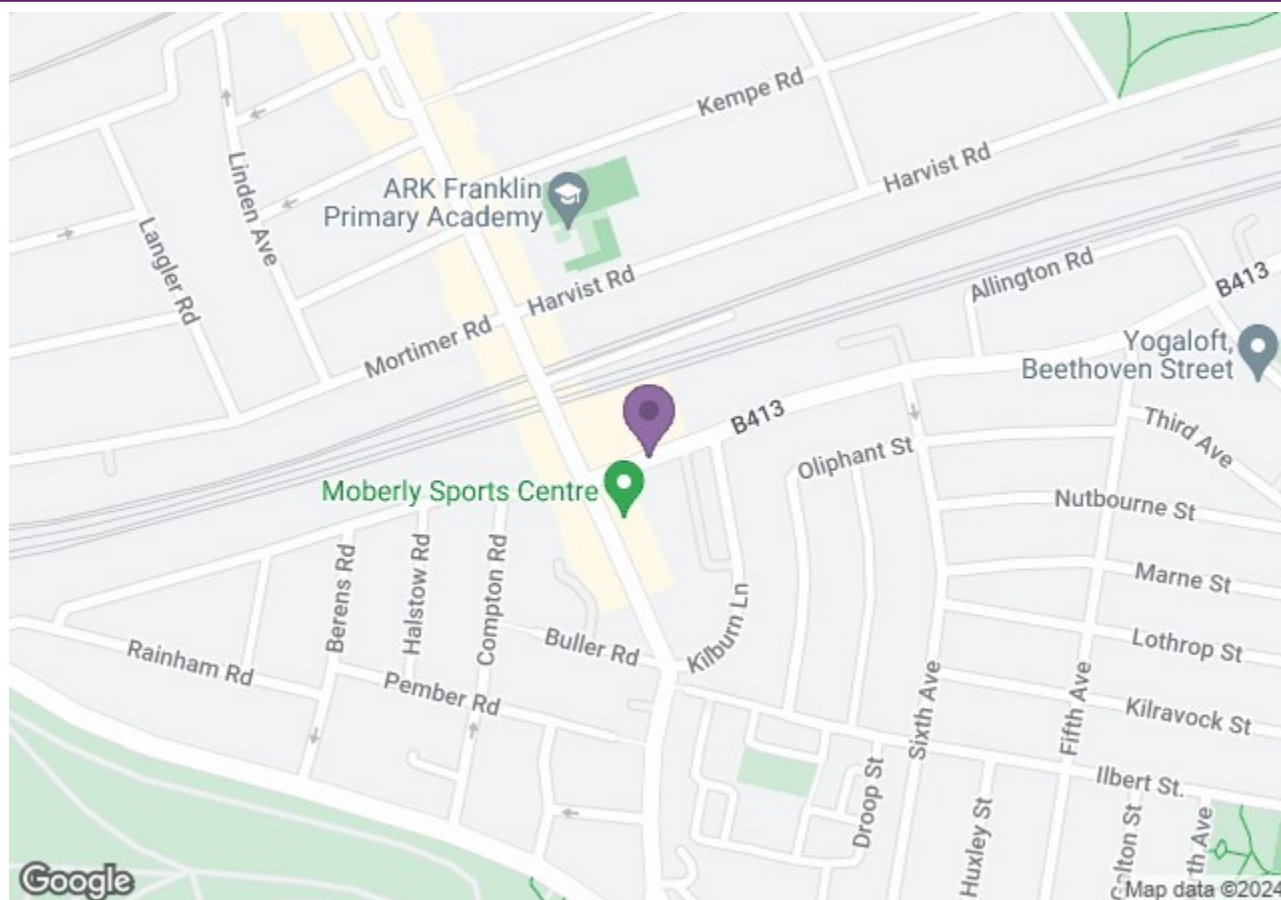 Kempe Rd
Harvist Rd
ARK Franklin
Primary Academy
Linden Ave
Langler Rd
Harvist Rd
Mortimer Rd
Allington Rd
B413
Yogaloft,
Beethoven Street
B413
Third Ave
Oliphant St
Moberly Sports Centre
Nutbourne St
Berens Rd
Halstow Rd
Compton Rd
Marne St
Kilburn Ln
Buller Rd
Lothrop St
Rainham Rd
Pember Rd
Sixth Ave
Fifth Ave
Kilravock St
Ilbert St.
Droop St
Huxley St
Google
Map data ©2024